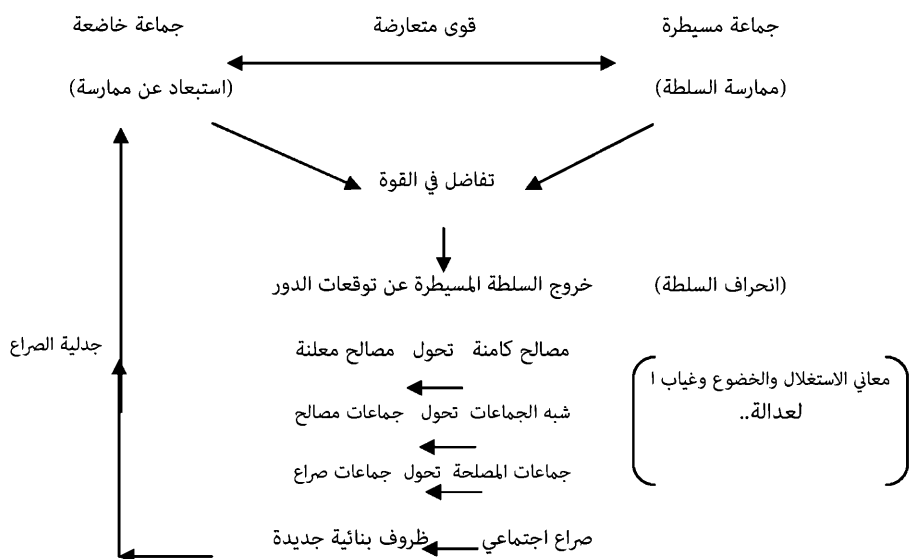 جماعة مسيطرة قوى متعارضة جماعة خاضعة
(ممارسة السلطة) (استبعاد عن ممارسة)
تفاضل في القوة
(انحراف السلطة) خروج السلطة المسيطرة عن توقعات الدور
جدلية الصراع
مصالح كامنة تحول مصالح معلنة
معاني الاستغلال والخضوع وغياب ا
لعدالة..
شبه الجماعات تحول جماعات مصالح
جماعات المصلحة تحول جماعات صراع
صراع اجتماعي ظروف بنائية جديدة